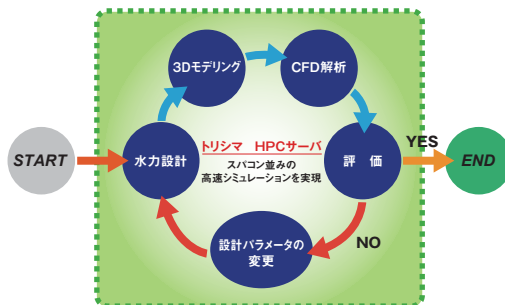 3Dモデリング
CFD解析
START
水力設計
トリシマ HPCサーバ
スパコン並みの
高速シミュレーションを実現
評 価
YES
END
NO
設計パラメータの
変更